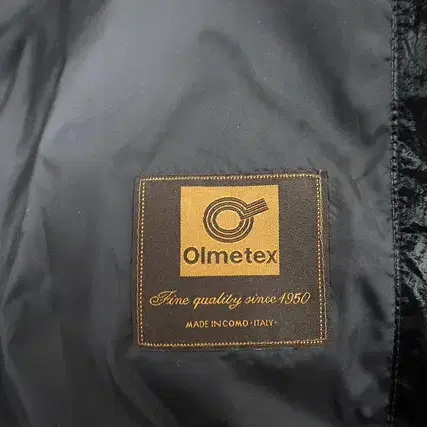 Olmetex
Fine quality since 1950
MADE IN COMO · ITALY ·